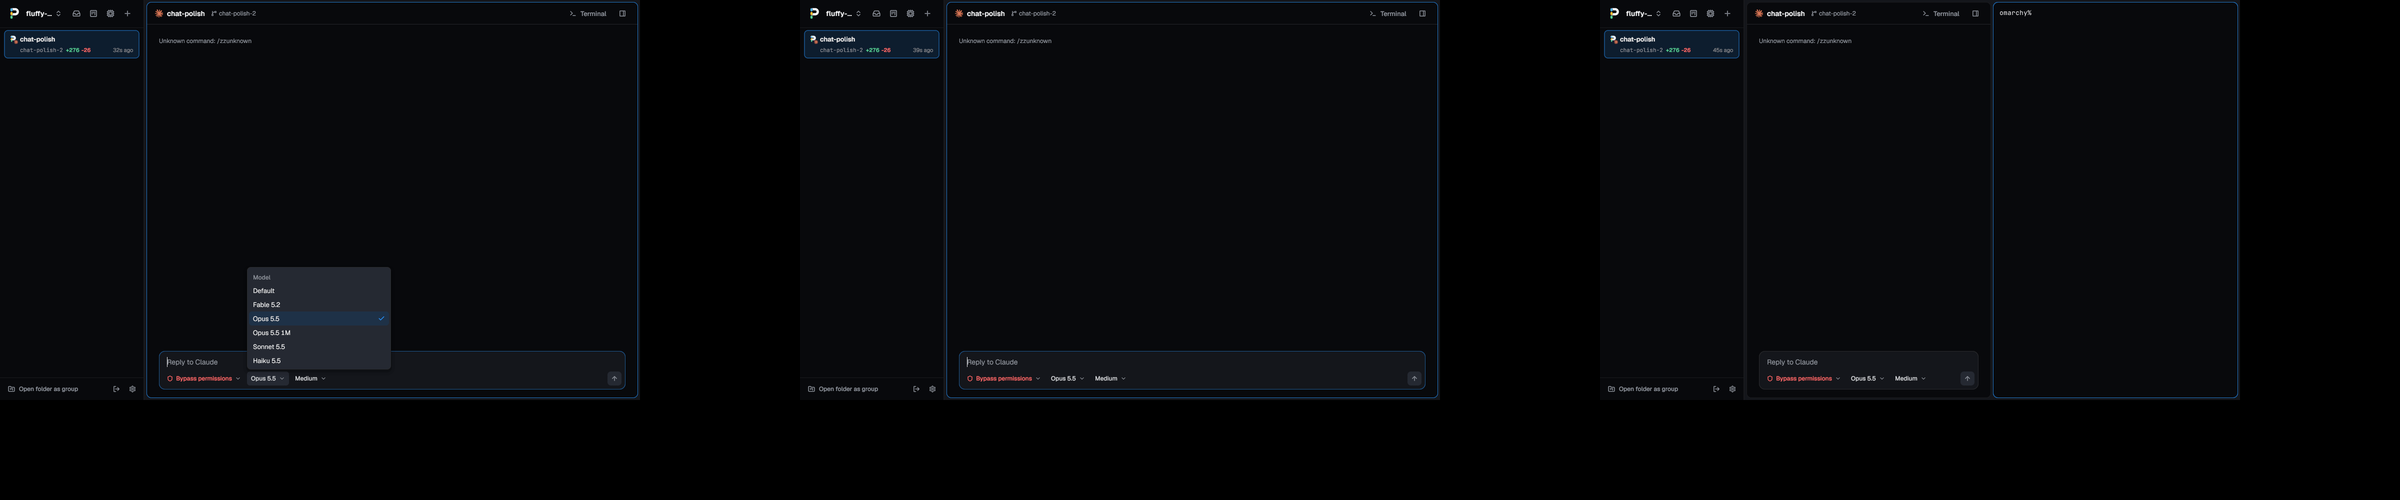 fluffy-...
chat-polish
chat-polish-2 +276 -26 32s ago
Open folder as group
chat-polish chat-polish-2 Terminal
Unknown command: /zzunknown
Model
Default
Fable 5.2
Opus 5.5
Opus 5.5 1M
Sonnet 5.5
Haiku 5.5
Reply to Claude
Bypass permissions Opus 5.5 Medium
fluffy-...
chat-polish
chat-polish-2 +276 -26 39s ago
Open folder as group
chat-polish chat-polish-2 Terminal
Unknown command: /zzunknown
Reply to Claude
Bypass permissions Opus 5.5 Medium
fluffy-...
chat-polish
chat-polish-2 +276 -26 45s ago
Open folder as group
chat-polish chat-polish-2 Terminal
Unknown command: /zzunknown
Reply to Claude
Bypass permissions Opus 5.5 Medium
omarchy%